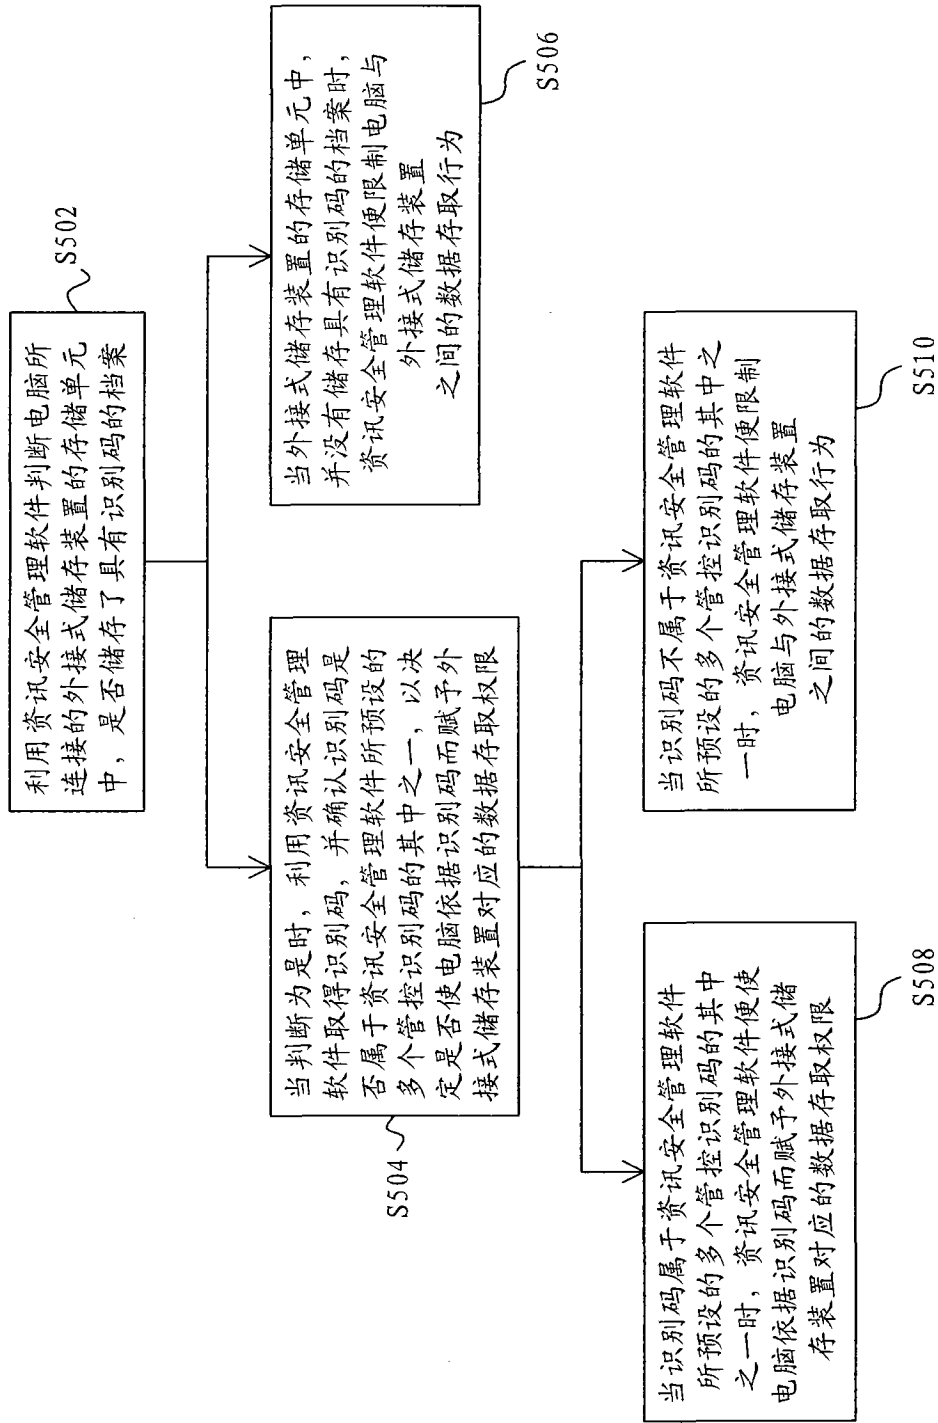 利用资讯安全管理软件判断电脑所
连接的外接式储存装置的存储单元
中，是否储存了具有识别码的档案
S502
当判断为是时，利用资讯安全管理
软件取得识别码，并确认识别码是
否属于资讯安全管理软件所预设的
多个管控识别码的其中之一，以决
定是否使电脑依据识别码而赋予外
接式储存装置对应的数据存取权限
S504
当外接式储存装置的存储单元中，
并没有储存具有识别码的档案时，
资讯安全管理软件便限制电脑与
外接式储存装置
之间的数据存取行为
S506
当识别码属于资讯安全管理软件
所预设的多个管控识别码的其中
之一时，资讯安全管理软件便使
电脑依据识别码而赋予外接式储
存装置对应的数据存取权限
S508
当识别码不属于资讯安全管理软件
所预设的多个管控识别码的其中之
一时，资讯安全管理软件便限制
电脑与外接式储存装置
之间的数据存取行为
S510